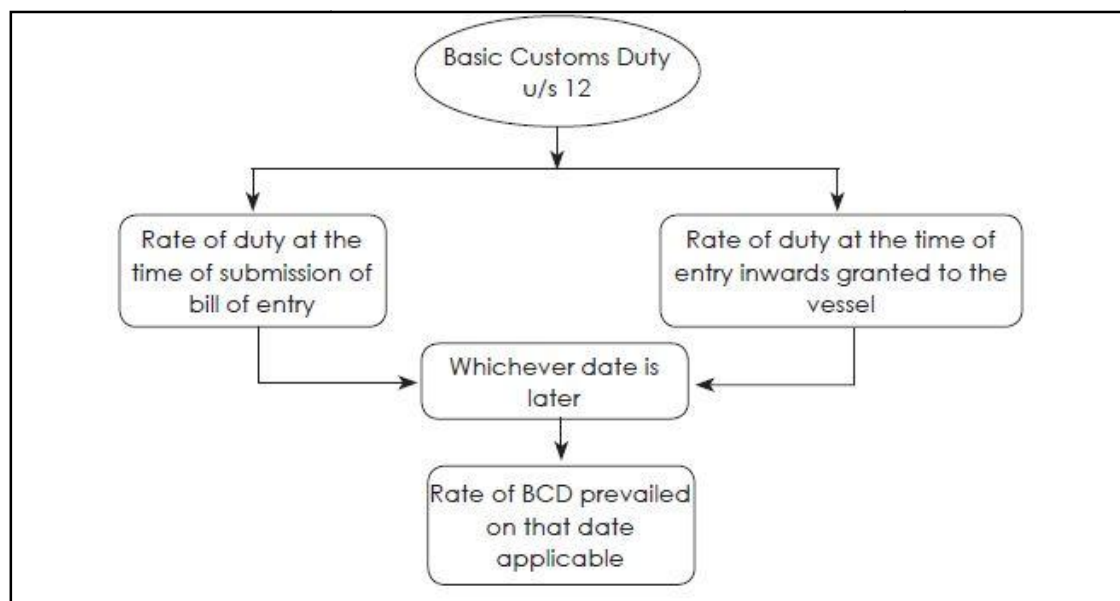 Basic Customs Duty
u/s 12
Rate of duty at the
time of submission of
bill of entry
Rate of duty at the time of
entry inwards granted to the
vessel
Whichever date is
later
Rate of BCD prevailed
on that date
applicable